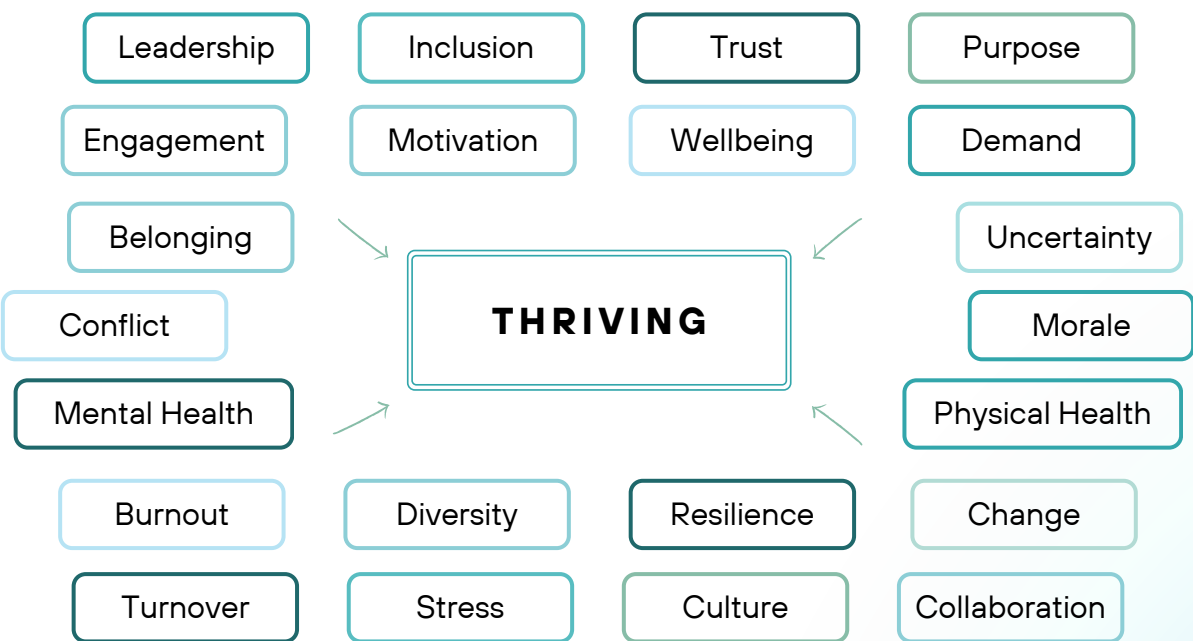 Leadership
Inclusion
Trust
Purpose
Engagement
Motivation
Wellbeing
Demand
Belonging
Uncertainty
THRIVING
Conflict
Morale
Mental Health
Physical Health
Burnout
Diversity
Resilience
Change
Turnover
Stress
Culture
Collaboration